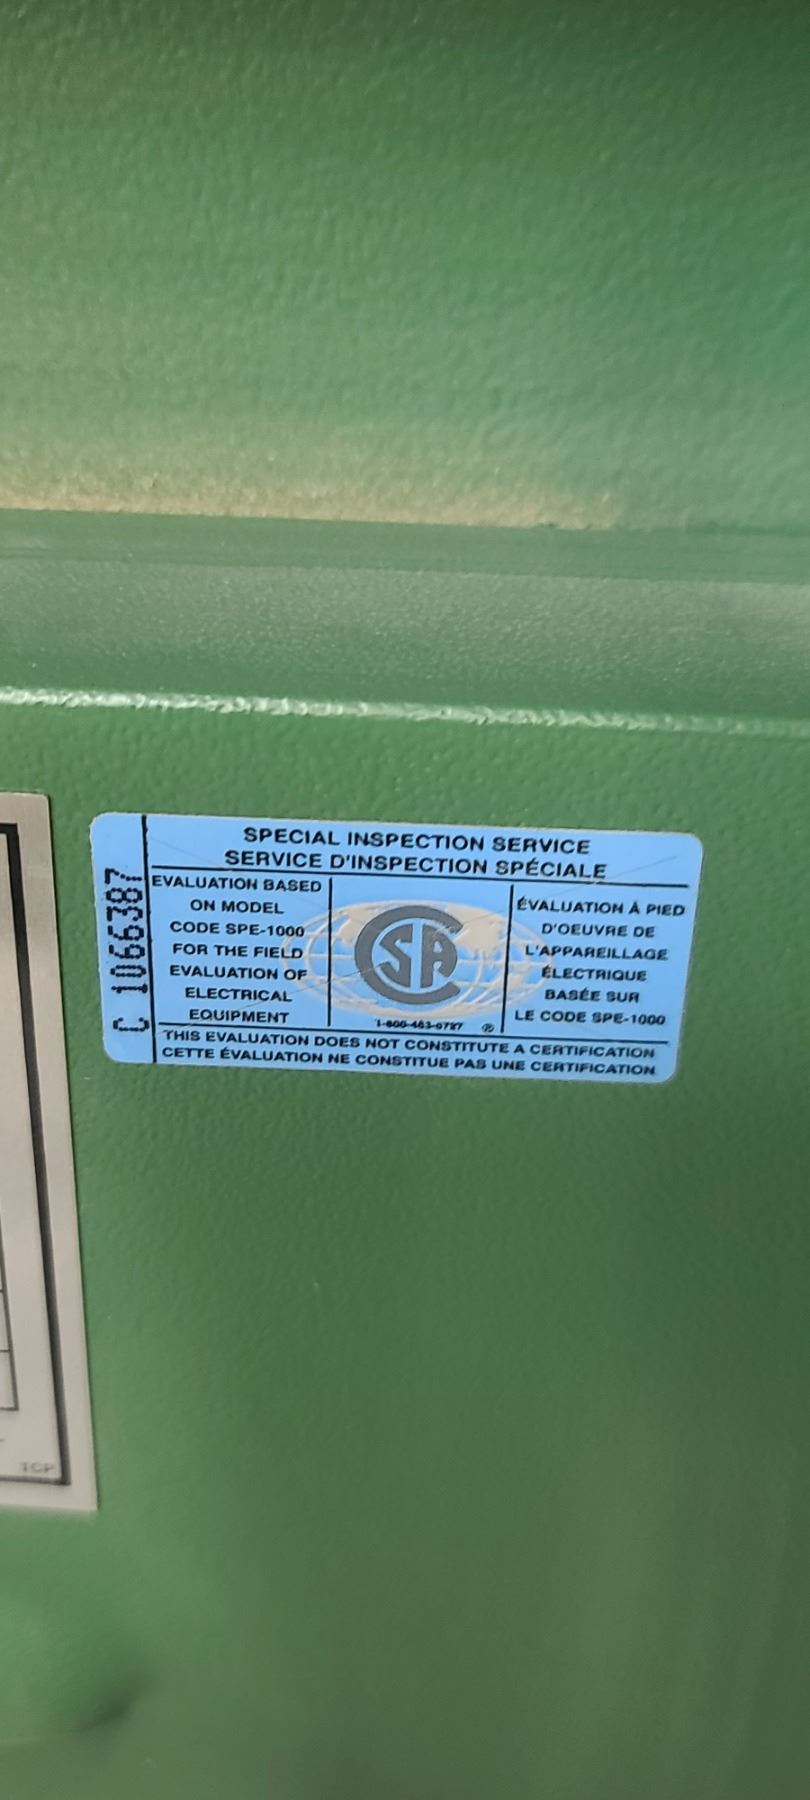 SPECIAL INSPECTION SERVICE
SERVICE D'INSPECTION SPÉCIALE
C 1066387
EVALUATION BASED
ON MODEL
CODE SPE-1000
FOR THE FIELD
EVALUATION OF
ELECTRICAL
EQUIPMENT
CSA
1-800-463-6727 ®
ÉVALUATION À PIED
D'OEUVRE DE
L'APPAREILLAGE
ÉLECTRIQUE
BASÉE SUR
LE CODE SPE-1000
THIS EVALUATION DOES NOT CONSTITUTE A CERTIFICATION
CETTE ÉVALUATION NE CONSTITUE PAS UNE CERTIFICATION
TCP